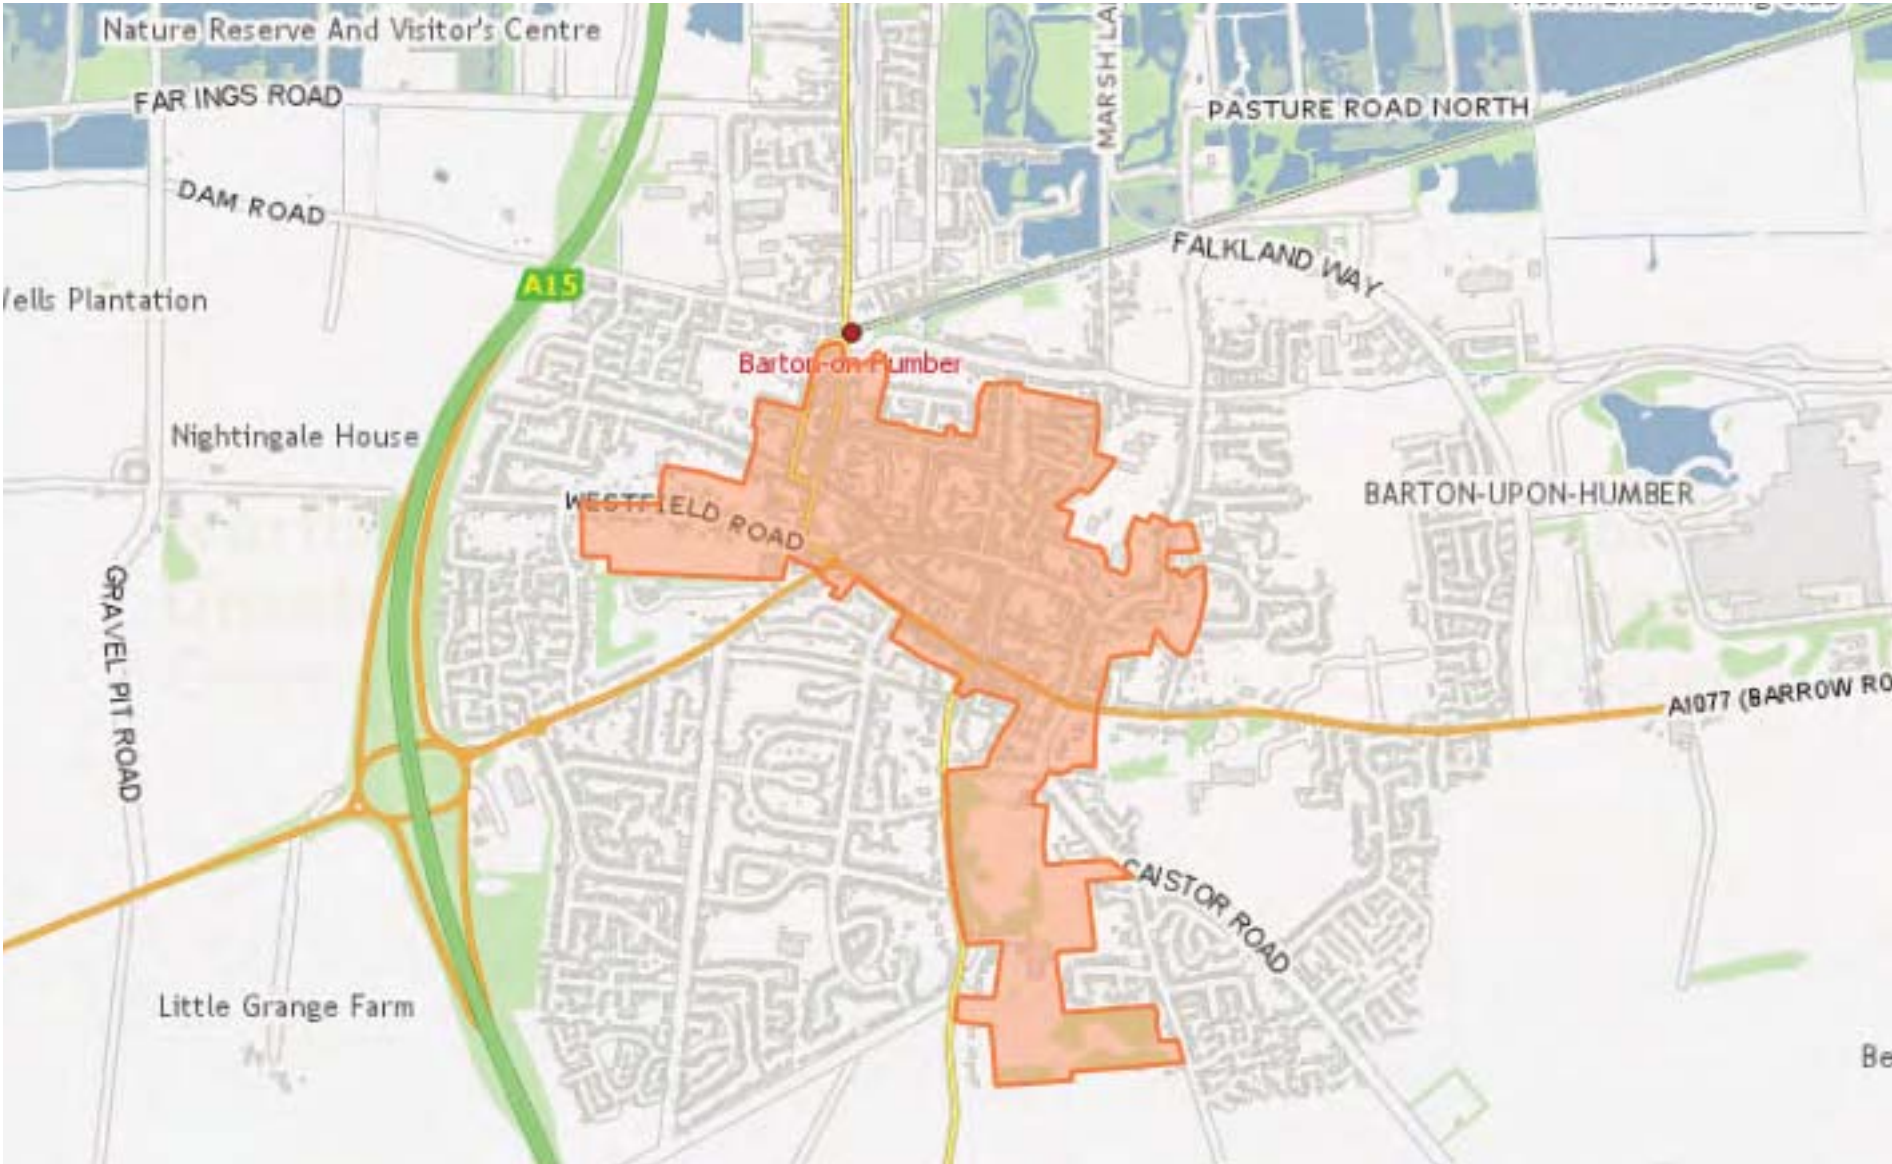 Nature Reserve And Visitor's Centre
FAR INGS ROAD
MARSH LA
PASTURE ROAD NORTH
DAM ROAD
FALKLAND WAY
A15
ells Plantation
Barton-on-Humber
Nightingale House
WESTFIELD ROAD
BARTON-UPON-HUMBER
GRAVEL PIT ROAD
A1077 (BARROW RO
CAISTOR ROAD
Little Grange Farm
Be